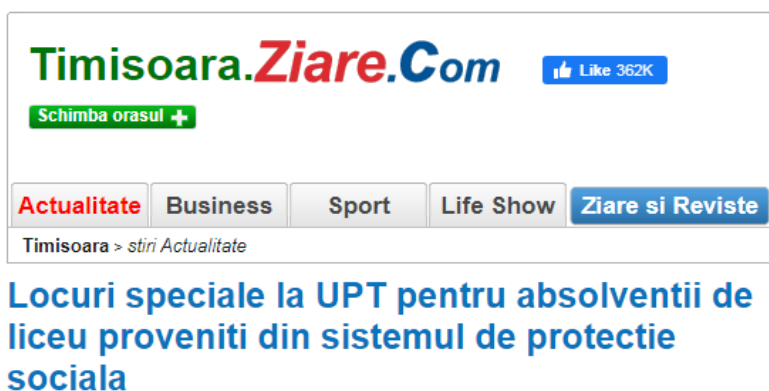 Timisoara.Ziare.Com
Like 362K
Schimba orasul
Actualitate Business Sport Life Show Ziare si Reviste
Timisoara > stiri Actualitate
Locuri speciale la UPT pentru absolventii de
liceu proveniti din sistemul de protectie
sociala